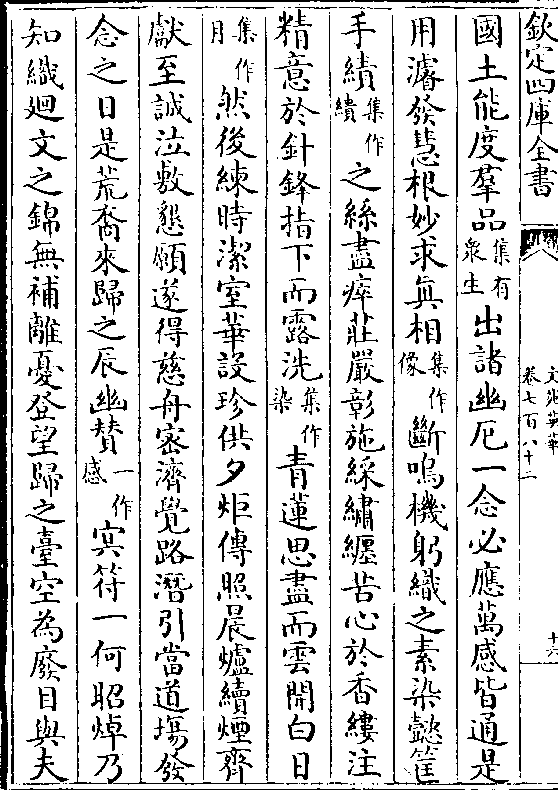 欽定四庫全書
文苑英華
卷七百八十一
十六
國土能度羣品集有衆生出諸幽厄一念必應萬感皆通是
用濬發慧根妙求真相集作像斷鳴機躬織之素染懿筐
手績集作繢之絲盡瘁莊嚴彰施綵繡纏苦心於香縷注
精意於針鋒指下而露洗集作染青蓮思盡而雲開白日
集作月然後練時潔室華設珍供夕炬傳照晨爐續煙齊
獻至誠泣敷懇願遂得慈舟密濟覺路潛引當道場發
念之日是荒裔來歸之辰幽贊一作感冥符一何昭焯乃
知織廻文之錦無補離憂登望歸之臺空為廢日與夫